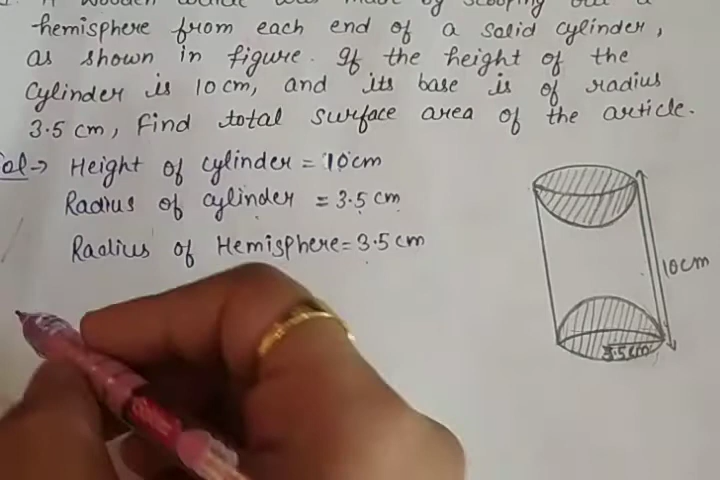 hemisphere from each end of a solid cylinder,
as shown in figure. If the height of the
cylinder is 10 cm, and its base is of radius
3.5 cm, Find total surface area of the article.
Height of cylinder = 10cm
Radius of cylinder = 3.5 cm
Radius of Hemisphere = 3.5 cm
10cm
3.5cm